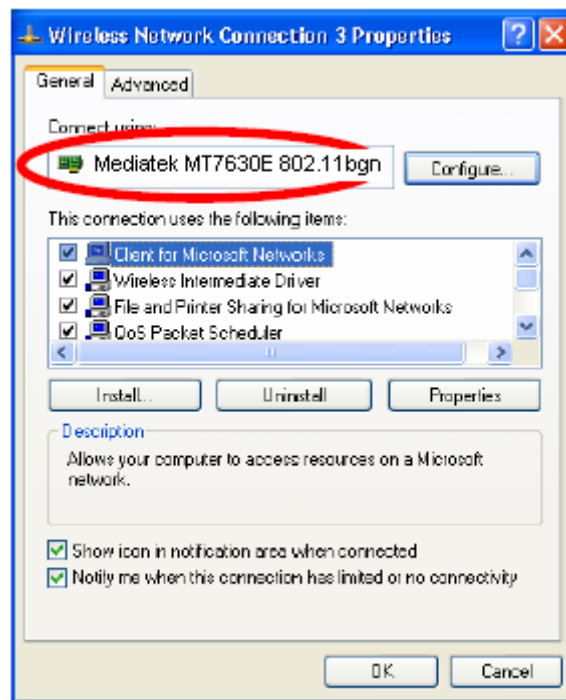 Wireless Network Connection 3 Properties
General Advanced
Connect using:
Mediatek MT7630E 802.11bgn
Configure...
This connection uses the following items:
Client for Microsoft Networks
Wireless Intermediate Driver
File and Printer Sharing for Microsoft Networks
QoS Packet Scheduler
Install... Uninstall Properties
Description
Allows your computer to access resources on a Microsoft
network.
Show icon in notification area when connected
Notify me when this connection has limited or no connectivity
OK Cancel